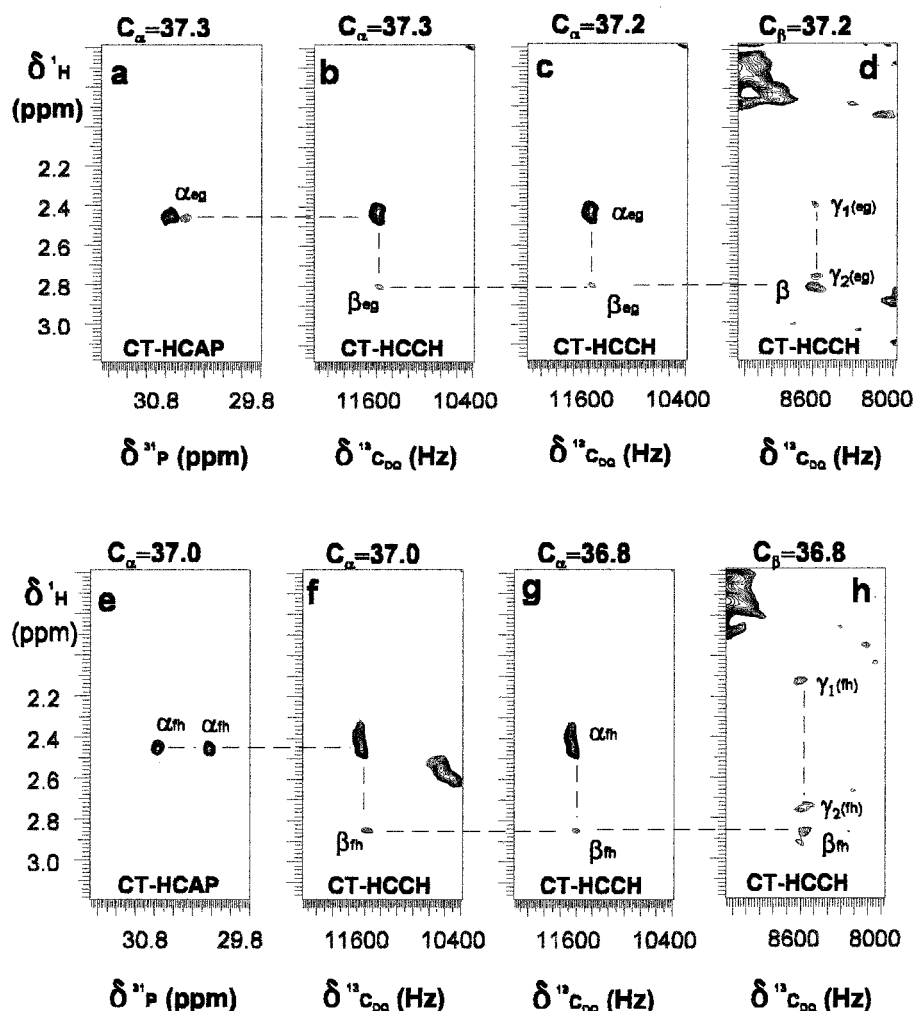 Cα=37.3 Cα=37.3 Cα=37.2 Cβ=37.2
δ ¹H
(ppm)
a b c d
2.2
2.4
2.6
2.8
3.0
αeg
βeg
αeg
βeg
γ1(eg)
γ2(eg)
β
CT-HCAP CT-HCCH CT-HCCH CT-HCCH
30.8 29.8 11600 10400 11600 10400 8600 8000
δ ³¹P (ppm) δ ¹³CDQ (Hz) δ ¹³CDQ (Hz) δ ¹³CDQ (Hz)
Cα=37.0 Cα=37.0 Cα=36.8 Cβ=36.8
δ ¹H
(ppm)
e f g h
2.2
2.4
2.6
2.8
3.0
αfh αfh
βfh
αfh
βfh
γ1(fh)
γ2(fh)
βfh
CT-HCAP CT-HCCH CT-HCCH CT-HCCH
30.8 29.8 11600 10400 11600 10400 8600 8000
δ ³¹P (ppm) δ ¹³CDQ (Hz) δ ¹³CDQ (Hz) δ ¹³CDQ (Hz)